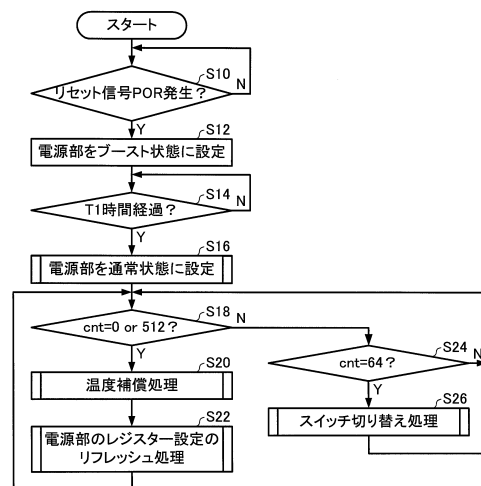 スタート
S10
リセット信号POR発生？
N
Y
S12
電源部をブースト状態に設定
S14
T1時間経過？
N
Y
S16
電源部を通常状態に設定
S18
cnt=0 or 512？
N
Y
S24
cnt=64？
N
Y
S20
温度補償処理
S26
スイッチ切り替え処理
S22
電源部のレジスター設定の
リフレッシュ処理